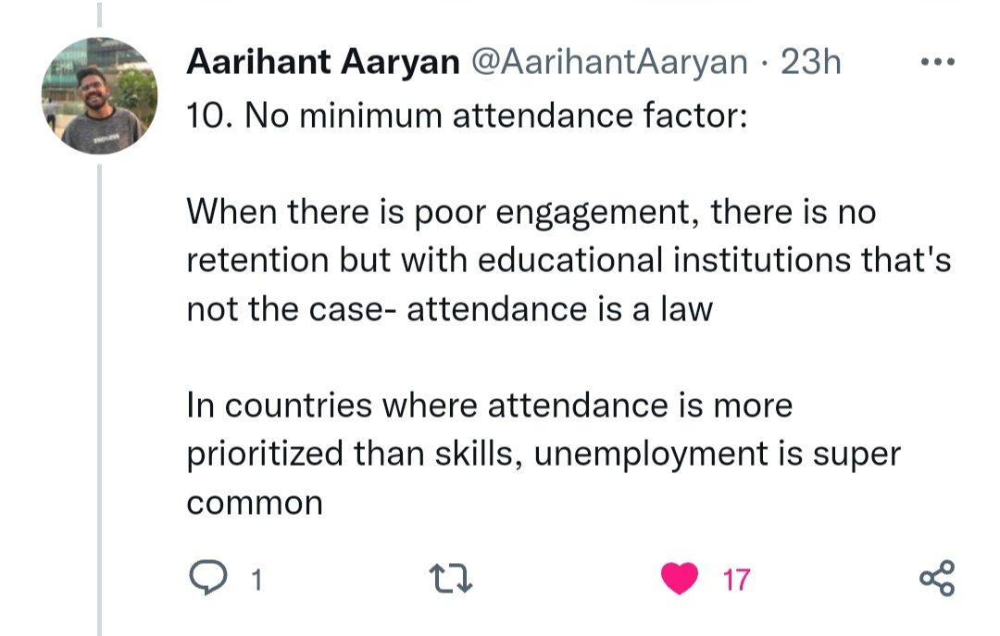 Aarihant Aaryan @AarihantAaryan · 23h
10. No minimum attendance factor:
When there is poor engagement, there is no
retention but with educational institutions that's
not the case- attendance is a law
In countries where attendance is more
prioritized than skills, unemployment is super
common
1
17